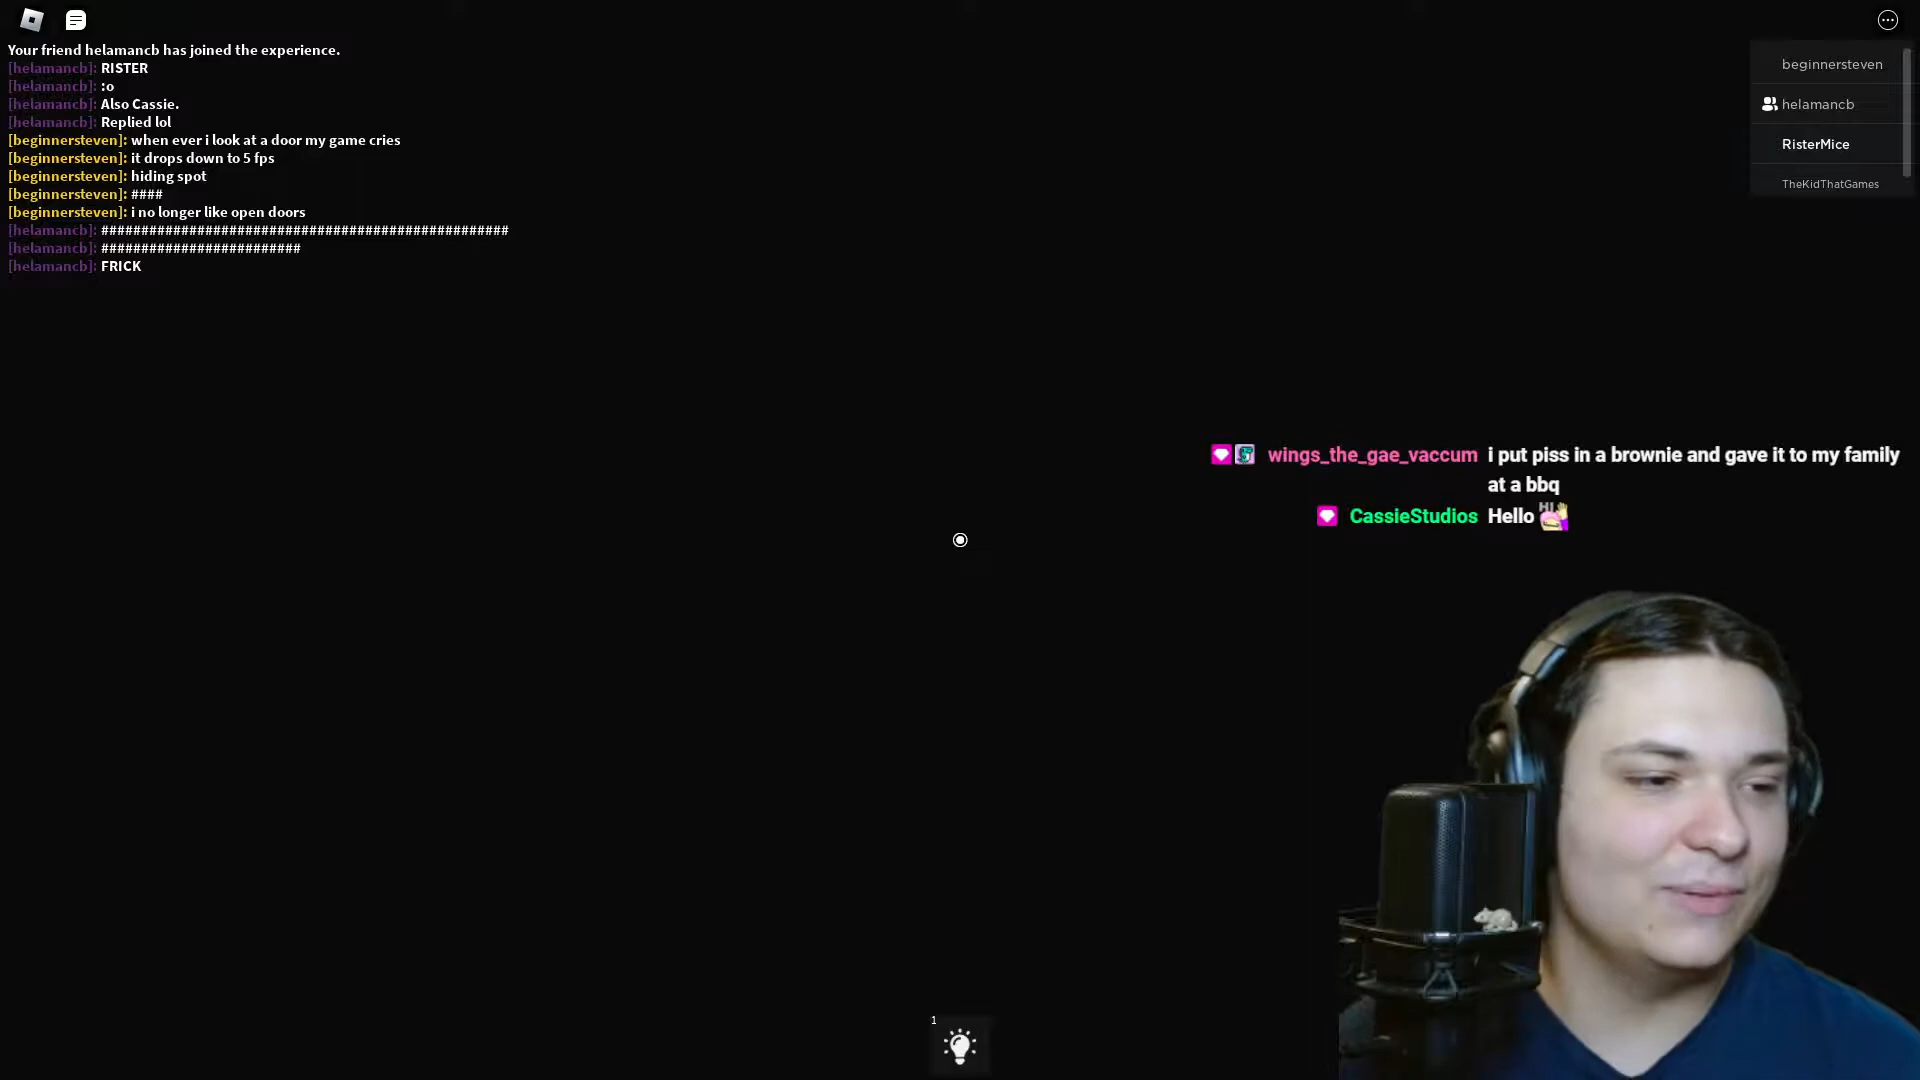 Your friend helamancb has joined the experience.
[helamancb]: RISTER
[helamancb]: :o
[helamancb]: Also Cassie.
[helamancb]: Replied lol
[beginnersteven]: when ever i look at a door my game cries
[beginnersteven]: it drops down to 5 fps
[beginnersteven]: hiding spot
[beginnersteven]: ####
[beginnersteven]: i no longer like open doors
[helamancb]: ###################################################
[helamancb]: #########################
[helamancb]: FRICK
beginnersteven
helamancb
RisterMice
TheKidThatGames
wings_the_gae_vaccum i put piss in a brownie and gave it to my family
at a bbq
CassieStudios Hello HI
1